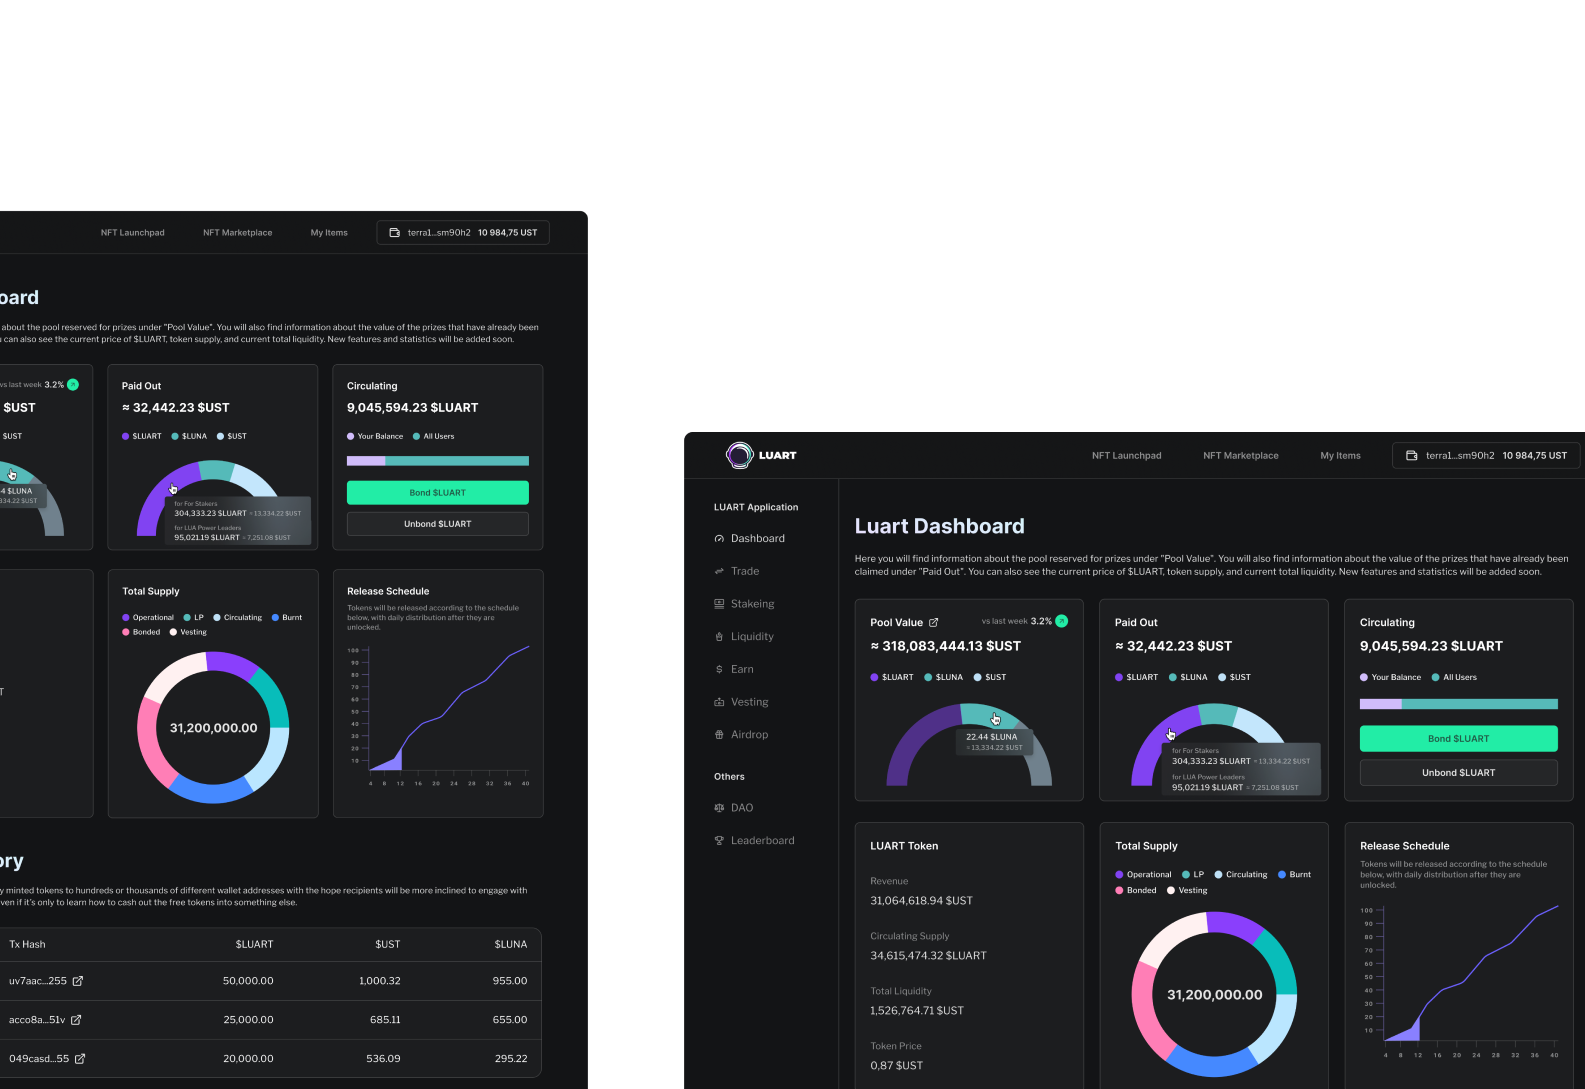 NFT Launchpad
NFT Marketplace
My Items
terra1...sm90h2 10 984,75 UST
oard
about the pool reserved for prizes under "Pool Value". You will also find information about the value of the prizes that have already been
can also see the current price of $LUART, token supply, and current total liquidity. New features and statistics will be added soon.
vs last week 3.2%
$UST
$UST
4 $LUNA
334.22 $UST
Paid Out
≈ 32,442.23 $UST
$LUART $LUNA $UST
for For Stakers
304,333.23 $LUART ≈ 13,334.22 $UST
for LUA Power Leaders
95,021.19 $LUART ≈ 7,251.08 $UST
Circulating
9,045,594.23 $LUART
Your Balance All Users
Bond $LUART
Unbond $LUART
T
Total Supply
Operational LP Circulating Burnt
Bonded Vesting
31,200,000.00
Release Schedule
Tokens will be released according to the schedule
below, with daily distribution after they are
unlocked.
100
90
80
70
60
50
40
30
20
10
4 8 12 16 20 24 28 32 36 40
ory
y minted tokens to hundreds or thousands of different wallet addresses with the hope recipients will be more inclined to engage with
ven if it's only to learn how to cash out the free tokens into something else.
Tx Hash $LUART $UST $LUNA
uv7aac...255 50,000.00 1,000.32 955.00
acco8a...51v 25,000.00 685.11 655.00
049casd...55 20,000.00 536.09 295.22
LUART
NFT Launchpad
NFT Marketplace
My Items
terra1...sm90h2 10 984,75 UST
LUART Application
Dashboard
Trade
Stakeing
Liquidity
Earn
Vesting
Airdrop
Others
DAO
Leaderboard
Luart Dashboard
Here you will find information about the pool reserved for prizes under "Pool Value". You will also find information about the value of the prizes that have already been
claimed under "Paid Out". You can also see the current price of $LUART, token supply, and current total liquidity. New features and statistics will be added soon.
Pool Value vs last week 3.2%
≈ 318,083,444.13 $UST
$LUART $LUNA $UST
22.44 $LUNA
≈ 13,334.22 $UST
Paid Out
≈ 32,442.23 $UST
$LUART $LUNA $UST
for For Stakers
304,333.23 $LUART ≈ 13,334.22 $UST
for LUA Power Leaders
95,021.19 $LUART ≈ 7,251.08 $UST
Circulating
9,045,594.23 $LUART
Your Balance All Users
Bond $LUART
Unbond $LUART
LUART Token
Revenue
31,064,618.94 $UST
Circulating Supply
34,615,474.32 $LUART
Total Liquidity
1,526,764.71 $UST
Token Price
0,87 $UST
Total Supply
Operational LP Circulating Burnt
Bonded Vesting
31,200,000.00
Release Schedule
Tokens will be released according to the schedule
below, with daily distribution after they are
unlocked.
100
90
80
70
60
50
40
30
20
10
4 8 12 16 20 24 28 32 36 40